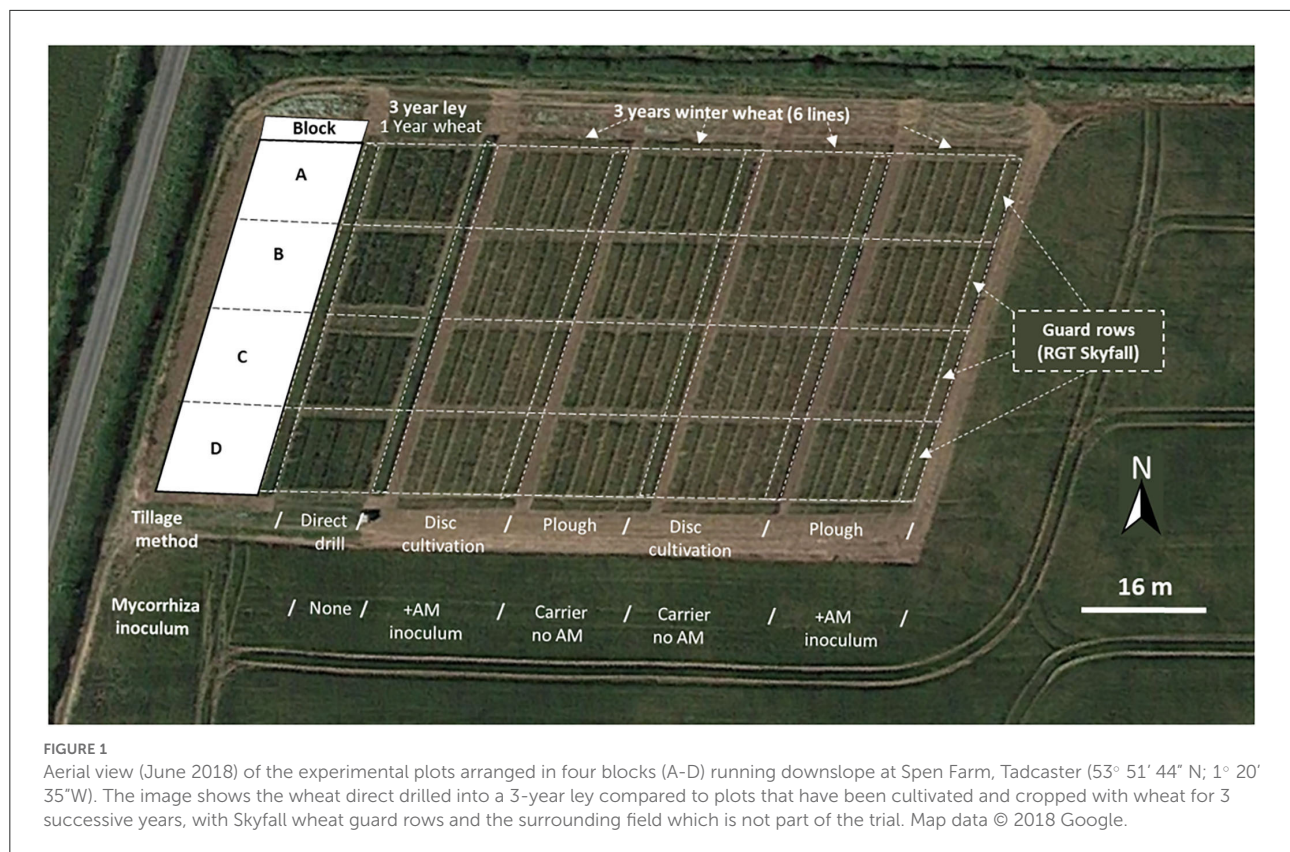 3 year ley
1 Year wheat
3 years winter wheat (6 lines)
Block
A
B
C
D
Guard rows
(RGT Skyfall)
N
16 m
Tillage
method
/ Direct
drill /
Disc
cultivation /
Plough /
Disc
cultivation /
Plough /
Mycorrhiza
inoculum
/ None /
+AM
inoculum /
Carrier
no AM /
Carrier
no AM /
+AM
inoculum /
FIGURE 1
Aerial view (June 2018) of the experimental plots arranged in four blocks (A-D) running downslope at Spen Farm, Tadcaster (53° 51′ 44″ N; 1° 20′
35″W). The image shows the wheat direct drilled into a 3-year ley compared to plots that have been cultivated and cropped with wheat for 3
successive years, with Skyfall wheat guard rows and the surrounding field which is not part of the trial. Map data © 2018 Google.